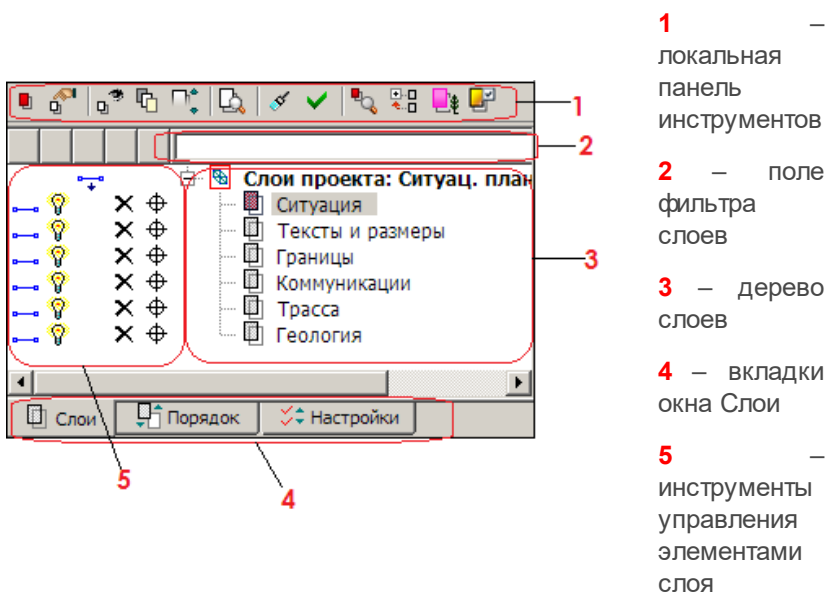 1
2
Слои проекта: Ситуац. план
Ситуация
Тексты и размеры
Границы
Коммуникации
Трасса
Геология
3
Слои
Порядок
Настройки
5
4
1 –
локальная
панель
инструментов
2 – поле
фильтра
слоев
3 – дерево
слоев
4 – вкладки
окна Слои
5 –
инструменты
управления
элементами
слоя